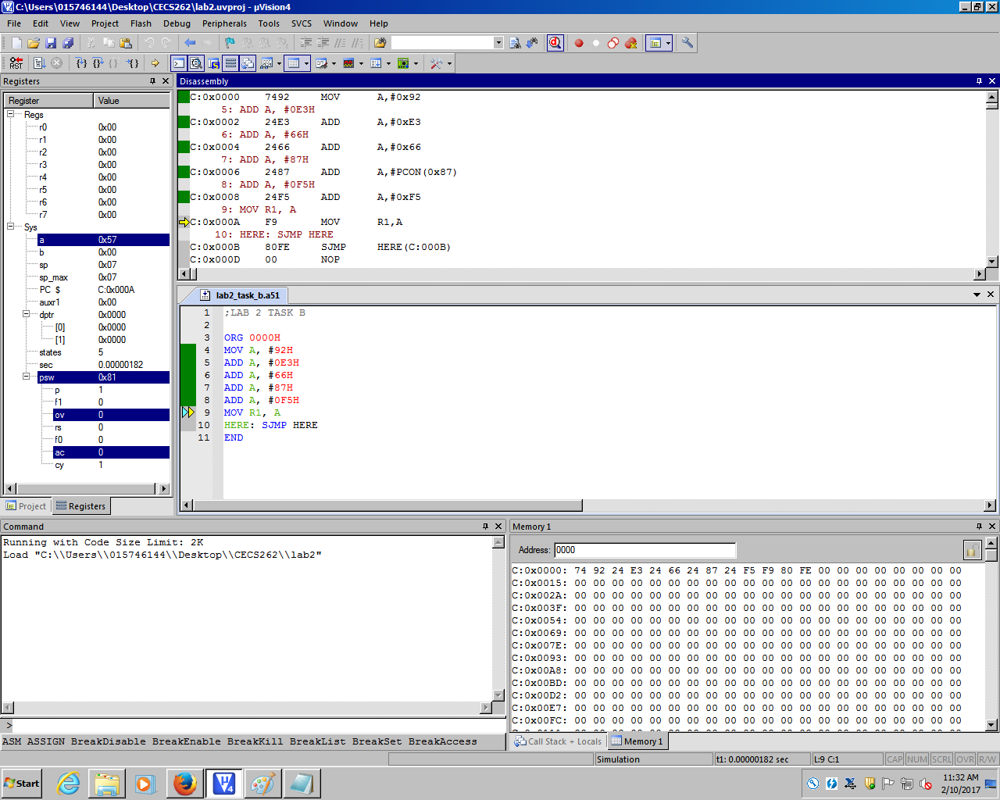 C:\Users\015746144\Desktop\CECS262\lab2.uvproj - µVision4
File Edit View Project Flash Debug Peripherals Tools SVCS Window Help
RST
Registers
Register Value
Regs
r0 0x00
r1 0x00
r2 0x00
r3 0x00
r4 0x00
r5 0x00
r6 0x00
r7 0x00
Sys
a 0x57
b 0x00
sp 0x07
sp_max 0x07
PC $ C:0x000A
auxr1 0x00
dptr 0x0000
[0] 0x0000
[1] 0x0000
states 5
sec 0.00000182
psw 0x81
p 1
f1 0
ov 0
rs 0
f0 0
ac 0
cy 1
Project Registers
Disassembly
C:0x0000 7492 MOV A,#0x92
5: ADD A, #0E3H
C:0x0002 24E3 ADD A,#0xE3
6: ADD A, #66H
C:0x0004 2466 ADD A,#0x66
7: ADD A, #87H
C:0x0006 2487 ADD A,#PCON(0x87)
8: ADD A, #0F5H
C:0x0008 24F5 ADD A,#0xF5
9: MOV R1, A
C:0x000A F9 MOV R1,A
10: HERE: SJMP HERE
C:0x000B 80FE SJMP HERE(C:000B)
C:0x000D 00 NOP
lab2_task_b.a51
1 ;LAB 2 TASK B
2
3 ORG 0000H
4 MOV A, #92H
5 ADD A, #0E3H
6 ADD A, #66H
7 ADD A, #87H
8 ADD A, #0F5H
9 MOV R1, A
10 HERE: SJMP HERE
11 END
Command
Running with Code Size Limit: 2K
Load "C:\\Users\\015746144\\Desktop\\CECS262\\lab2"
>
ASM ASSIGN BreakDisable BreakEnable BreakKill BreakList BreakSet BreakAccess
Memory 1
Address: 0000
C:0x0000: 74 92 24 E3 24 66 24 87 24 F5 F9 80 FE 00 00 00 00 00 00 00 00
C:0x0015: 00 00 00 00 00 00 00 00 00 00 00 00 00 00 00 00 00 00 00 00 00
C:0x002A: 00 00 00 00 00 00 00 00 00 00 00 00 00 00 00 00 00 00 00 00 00
C:0x003F: 00 00 00 00 00 00 00 00 00 00 00 00 00 00 00 00 00 00 00 00 00
C:0x0054: 00 00 00 00 00 00 00 00 00 00 00 00 00 00 00 00 00 00 00 00 00
C:0x0069: 00 00 00 00 00 00 00 00 00 00 00 00 00 00 00 00 00 00 00 00 00
C:0x007E: 00 00 00 00 00 00 00 00 00 00 00 00 00 00 00 00 00 00 00 00 00
C:0x0093: 00 00 00 00 00 00 00 00 00 00 00 00 00 00 00 00 00 00 00 00 00
C:0x00A8: 00 00 00 00 00 00 00 00 00 00 00 00 00 00 00 00 00 00 00 00 00
C:0x00BD: 00 00 00 00 00 00 00 00 00 00 00 00 00 00 00 00 00 00 00 00 00
C:0x00D2: 00 00 00 00 00 00 00 00 00 00 00 00 00 00 00 00 00 00 00 00 00
C:0x00E7: 00 00 00 00 00 00 00 00 00 00 00 00 00 00 00 00 00 00 00 00 00
C:0x00FC: 00 00 00 00 00 00 00 00 00 00 00 00 00 00 00 00 00 00 00 00 00
Call Stack + Locals Memory 1
Simulation t1: 0.00000182 sec L:9 C:1 CAP NUM SCRL OVR R/W
Start
11:32 AM
2/10/2017